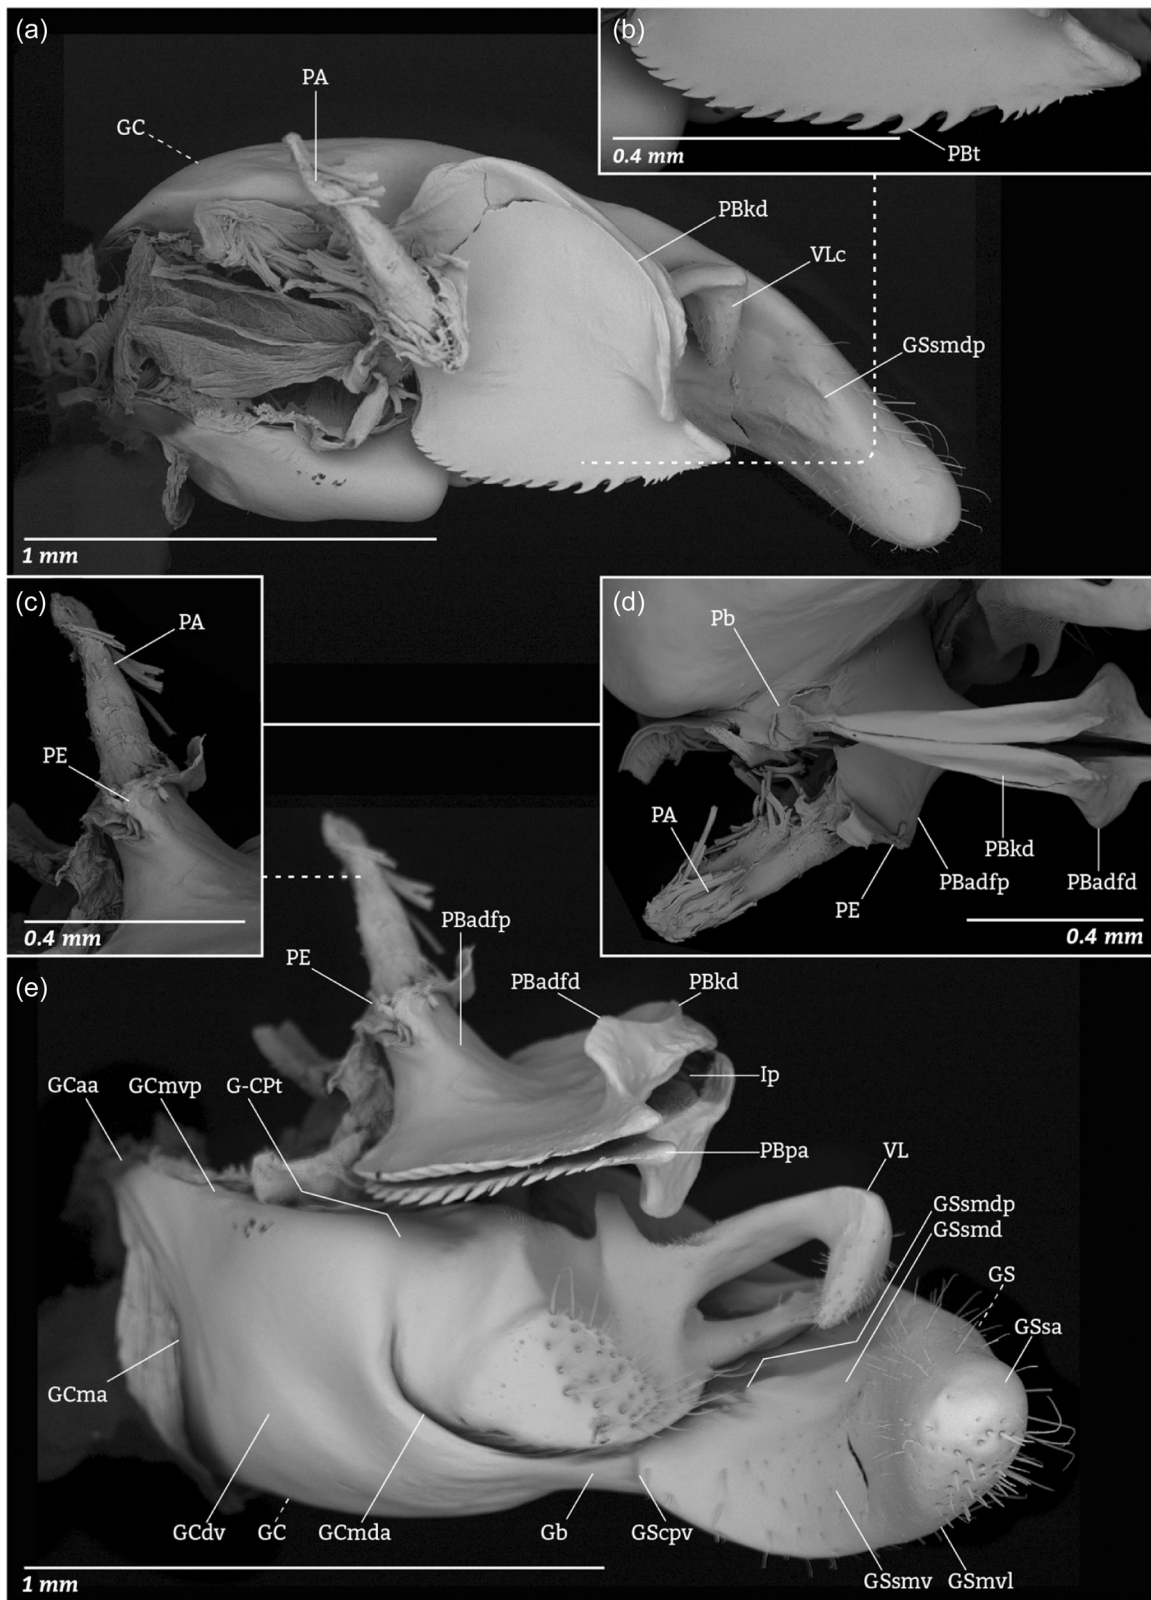 (a)
PA
GC
PBkd
VLc
GSsmdp
1 mm
(b)
0.4 mm
PBt
(c)
PA
PE
0.4 mm
(d)
Pb
PA
PBkd
PBadfp
PBadfd
PE
0.4 mm
(e)
PBadfp
PE
PBadfd
PBkd
GCaa
GCmvp
G-CPt
Ip
PBpa
VL
GSsmdp
GSsmd
GS
GSsa
GCma
GCdv
GC
GCmda
Gb
GScpv
GSsmv
GSmvl
1 mm